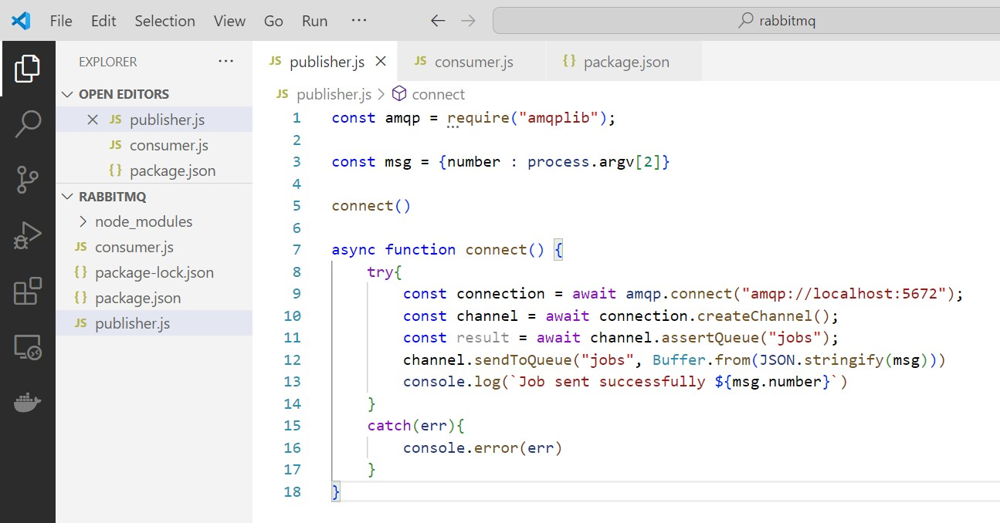 File Edit Selection View Go Run ··· ← → rabbitmq
EXPLORER ···
OPEN EDITORS
JS publisher.js
JS consumer.js
{} package.json
RABBITMQ
node_modules
JS consumer.js
{} package-lock.json
{} package.json
JS publisher.js
JS publisher.js JS consumer.js {} package.json
JS publisher.js > connect
1 const amqp = require("amqplib");
2
3 const msg = {number : process.argv[2]}
4
5 connect()
6
7 async function connect() {
8     try{
9         const connection = await amqp.connect("amqp://localhost:5672");
10         const channel = await connection.createChannel();
11         const result = await channel.assertQueue("jobs");
12         channel.sendToQueue("jobs", Buffer.from(JSON.stringify(msg)))
13         console.log(`Job sent successfully ${msg.number}`)
14     }
15     catch(err){
16         console.error(err)
17     }
18 }